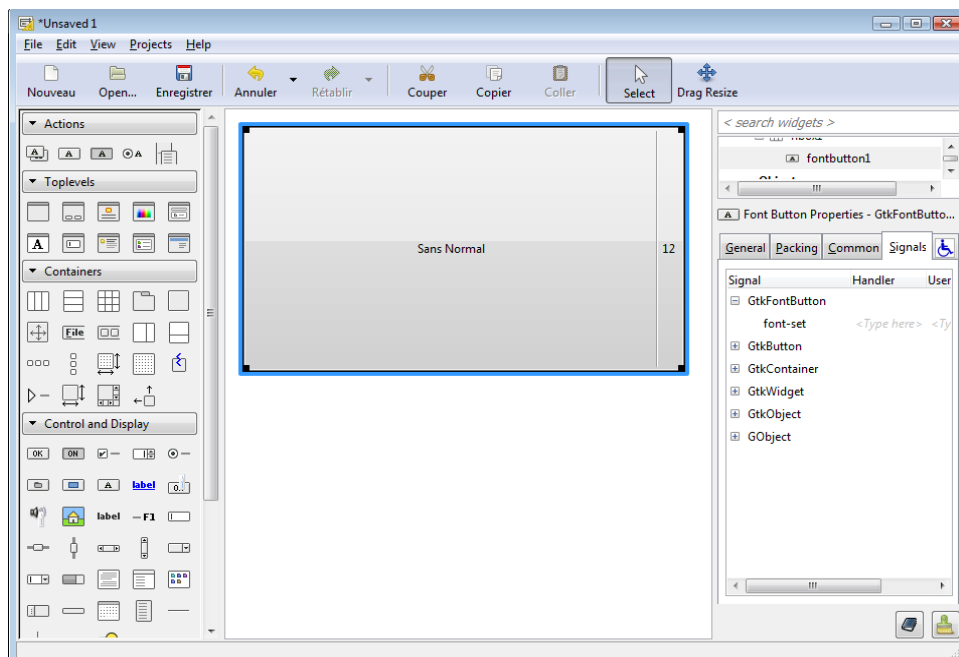 *Unsaved 1
File Edit View Projects Help
Nouveau Open... Enregistrer Annuler Rétablir Couper Copier Coller Select Drag Resize
Actions
Toplevels
Containers
File
Control and Display
OK ON
label
label F1
Sans Normal 12
< search widgets >
fontbutton1
Font Button Properties - GtkFontButto...
General Packing Common Signals
Signal Handler User
GtkFontButton
font-set <Type here> <Ty
GtkButton
GtkContainer
GtkWidget
GtkObject
GObject